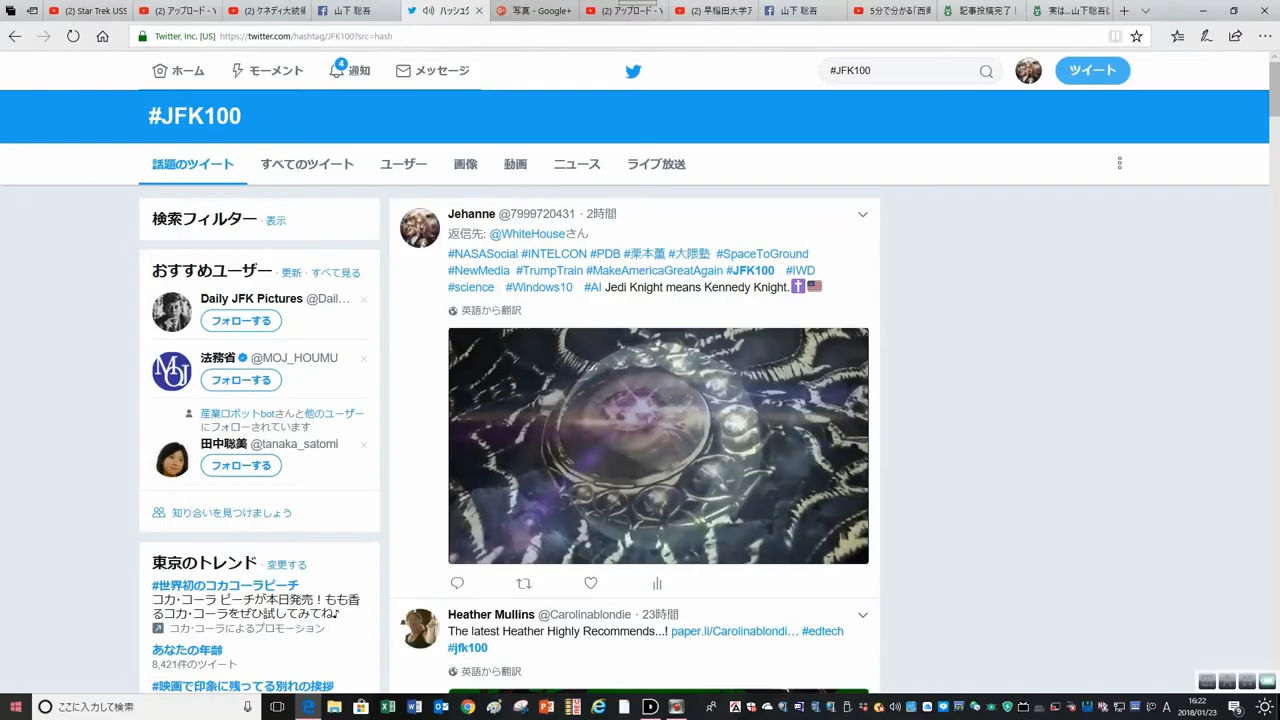 (2) Star Trek USS
(2) アップロード - Y
(2) ケネディ大統領
山下 聡吾
ハッシュタ
写真 - Google+
(2) アップロード
(2) 早稲田大学
山下 聡吾
5分で分かる「西郷
記事投稿完了
実は...山下聡吾
Twitter, Inc. [US] https://twitter.com/hashtag/JFK100?src=hash
ホーム
モーメント
4
通知
メッセージ
#JFK100
ツイート
#JFK100
話題のツイート
すべてのツイート
ユーザー
画像
動画
ニュース
ライブ放送
検索フィルター · 表示
おすすめユーザー · 更新 · すべて見る
Daily JFK Pictures @Dail...
フォローする
法務省 @MOJ_HOUMU
MOJ
フォローする
産業ロボットbotさんと他のユーザー
にフォローされています
田中聡美 @tanaka_satomi
フォローする
知り合いを見つけましょう
東京のトレンド · 変更する
#世界初のコカコーラピーチ
コカ·コーラ ピーチが本日発売！もも香
るコカ·コーラをぜひ試してみてね♪
コカ·コーラによるプロモーション
あなたの年齢
8,421件のツイート
#映画で印象に残ってる別れの挨拶
Jehanne @7999720431 · 2時間
返信先: @WhiteHouseさん
#NASASocial #INTELCON #PDB #栗本薫 #大隈塾 #SpaceToGround
#NewMedia #TrumpTrain #MakeAmericaGreatAgain #JFK100 #IWD
#science #Windows10 #AI Jedi Knight means Kennedy Knight.
英語から翻訳
Heather Mullins @Carolinablondie · 23時間
The latest Heather Highly Recommends...! paper.li/Carolinablondi… #edtech
#jfk100
英語から翻訳
ここに入力して検索
16:22
2018/01/23